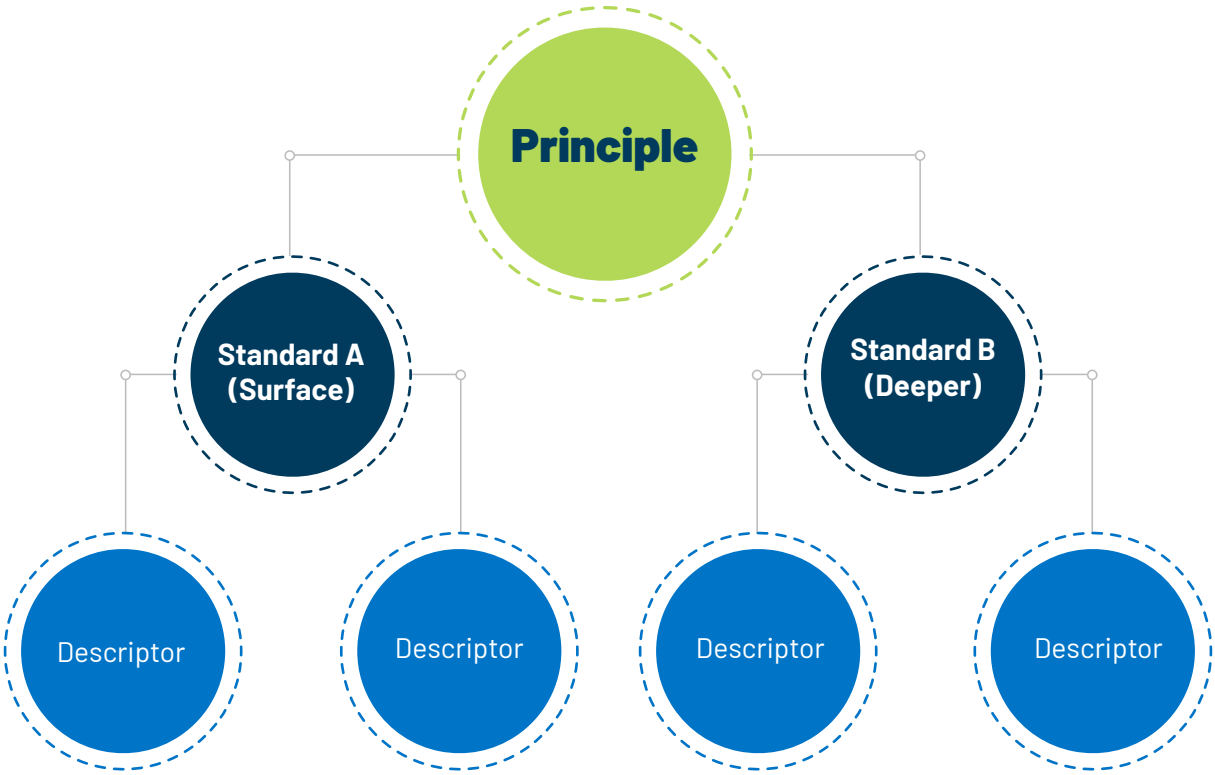 Principle
Standard A
(Surface)
Standard B
(Deeper)
Descriptor
Descriptor
Descriptor
Descriptor